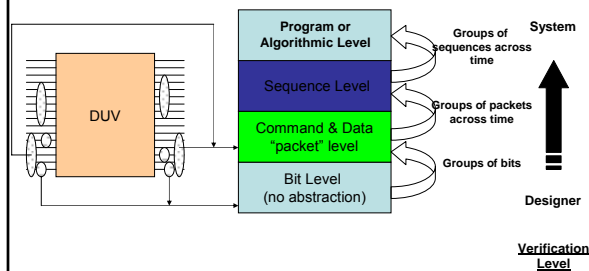 DUV
Program or
Algorithmic Level
Sequence Level
Command & Data
"packet" level
Bit Level
(no abstraction)
Groups of
sequences across
time
Groups of packets
across time
Groups of bits
System
Designer
Verification
Level